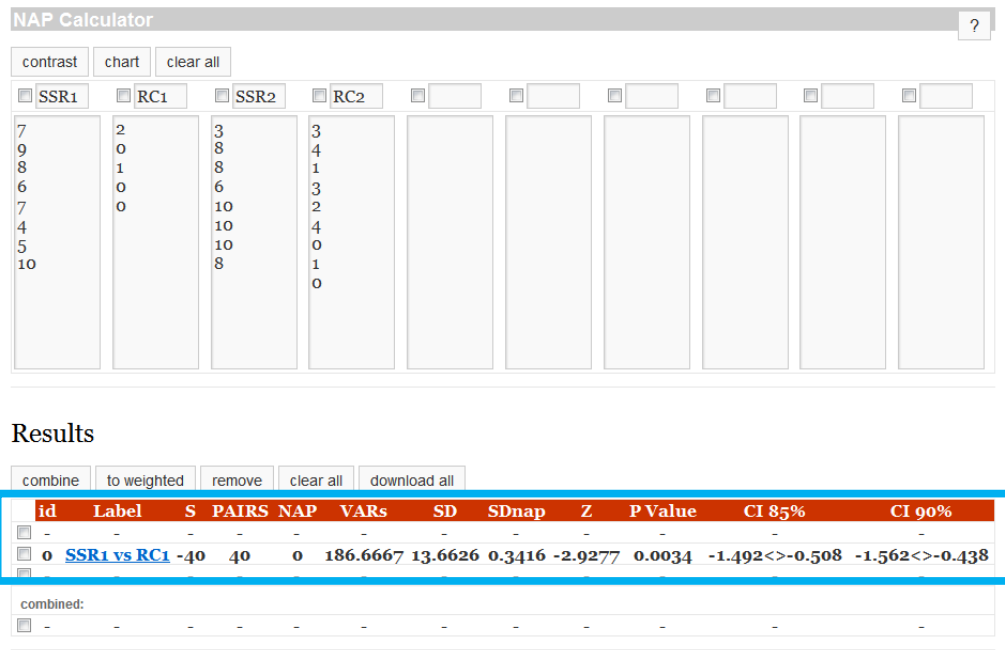 NAP Calculator
?
contrast chart clear all
SSR1 RC1 SSR2 RC2
7 2 3 3
9 0 8 4
8 1 8 1
6 0 6 3
7 0 10 2
4 10 4
5 10 0
10 8 1
0
Results
combine to weighted remove clear all download all
id Label S PAIRS NAP VARs SD SDnap Z P Value CI 85% CI 90%
- - - - - - - - - - - -
0 SSR1 vs RC1 -40 40 0 186.6667 13.6626 0.3416 -2.9277 0.0034 -1.492<>-0.508 -1.562<>-0.438
- - - - - - - - - - - -
combined:
- - - - - - - - - - - -